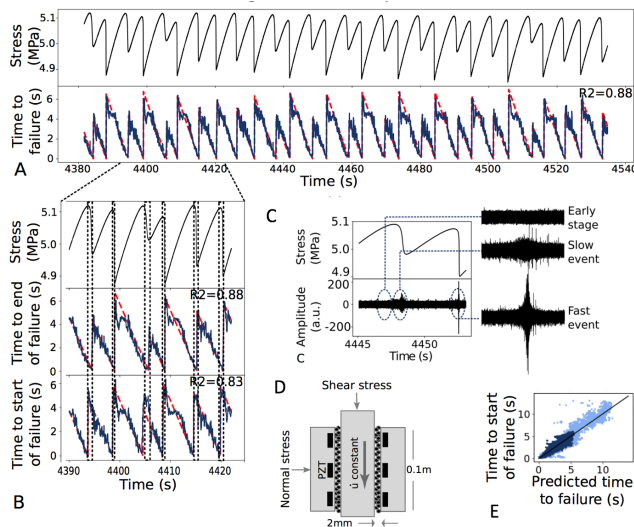 Stress
(MPa)
5.1
5.0
4.9
Time to
failure (s)
6
4
2
0
R2=0.88
4380
4400
4420
4440
4460
4480
4500
4520
4540
Time (s)
A
Stress
(MPa)
5.1
5.0
4.9
Time to end
of failure (s)
6
4
2
0
R2=0.88
Time to start
of failure (s)
6
4
2
0
R2=0.83
4390
4400
4410
4420
Time (s)
B
C
Stress
(MPa)
5.1
5.0
4.9
Amplitude
(a.u.)
200
0
-200
C
4445
4450
Time (s)
Early
stage
Slow
event
Fast
event
D
Shear stress
Normal stress
PZT
u̇ constant
0.1m
2mm
Time to start
of failure (s)
10
5
0
0
5
10
15
Predicted time
to failure (s)
E